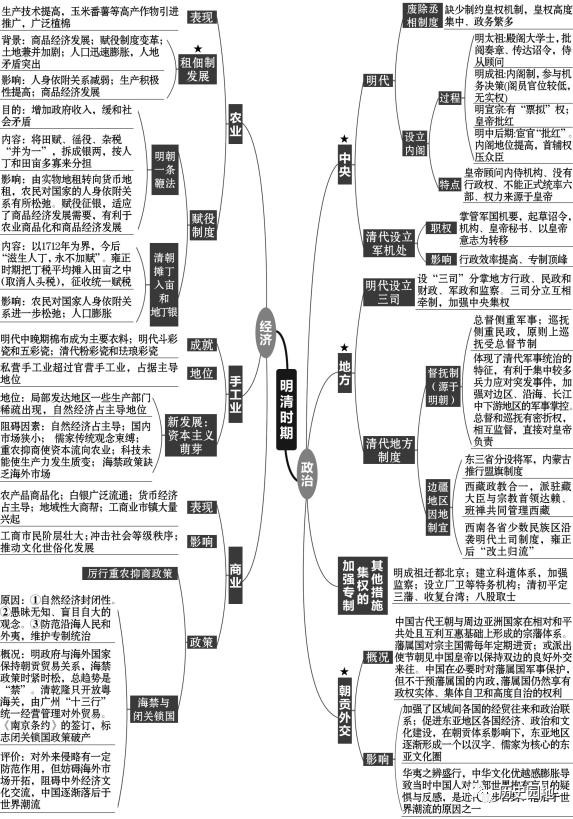 明清时期
经济
农业
表现
生产技术提高，玉米番薯等高产作物引进
推广，广泛植棉
★
租佃制
发展
背景：商品经济发展；赋役制度变革；
土地兼并加剧；人口迅速膨胀，人地
矛盾突出
影响：人身依附关系减弱；生产积极
性提高；商品经济发展
赋役
制度
明朝
一条
鞭法
目的：增加政府收入，缓和社
会矛盾
内容：将田赋、徭役、杂税
“并为一”，拆成银两，按人
丁和田亩多寡来分担
影响：由实物地租转向货币地
租，农民对国家的人身依附关
系有所松弛。赋役征银，适应
了商品经济发展需要，有利于
农业商品化和商品经济发展
清朝
摊丁
入亩
和
地丁银
内容：以1712年为界，今后
“滋生人丁，永不加赋”。雍正
时期把丁税平均摊入田亩之中
(取消人头税)，征收统一赋税
影响：农民对国家人身依附关
系进一步松弛；人口膨胀
手工业
成就
明代中晚期棉布成为主要衣料；明代斗彩
瓷和五彩瓷；清代粉彩瓷和珐琅彩瓷
地位
私营手工业超过官营手工业，占据主导
地位
新发展：
资本主义
萌芽
地位：局部发达地区一些生产部门
稀疏出现，自然经济占主导地位
阻碍因素：自然经济占主导；国内
市场狭小； 儒家传统观念束缚；
重农抑商使资本流向农业；科技未
能使生产力发生质变； 海禁政策缺
乏海外市场
商业
表现
农产品商品化；白银广泛流通；货币经济
占主导；地域性大商帮；工商业市镇大量
兴起
影响
工商市民阶层壮大；冲击社会等级秩序；
推动文化世俗化发展
政策
厉行重农抑商政策
海禁与
闭关锁国
原因：①自然经济封闭性。
②愚昧无知、盲目自大的
观念。③防范沿海人民和
外夷，维护专制统治
概况：明政府与海外国家
保持朝贡贸易关系，海禁
政策时紧时松，总趋势是
“禁”。清乾隆只开放粤
海关，由广州“十三行”
统一经营管理对外贸易。
《南京条约》的签订，标
志闭关锁国政策破产
评价：对外来侵略有一定
防范作用，但妨碍海外市
场开拓，阻碍中外经济文
化交流，中国逐渐落后于
世界潮流
政治
★
中央
明代
废除丞
相制度
缺少制约皇权机制，皇权高度
集中、政务繁多
设立
内阁
过程
明太祖:殿阁大学士，批
阅奏章、传达诏令，侍
从顾问
明成祖:内阁制，参与机
务决策(阁员官位较低，
无实权)
明宣宗:有“票拟”权；
皇帝批红
明中后期:宦官“批红”。
内阁地位提高，首辅权
压众臣
特点
皇帝顾问内侍机构、没有
行政权、不能正式统率六
部、权力来源于皇帝
清代设立
军机处
职权
掌管军国机要，起草诏令，
机构、皇帝秘书、以皇帝
意志为转移
影响
行政效率提高、专制顶峰
★
地方
明代设立
三司
设“三司”分掌地方行政、民政和
财政、军政和监察。三司分立互相
牵制，加强中央集权
清代地方
制度
督抚制
（源于
明朝）
总督侧重军事；巡抚
侧重民政，原则上巡
抚受总督节制
体现了清代军事统治的
特征，有利于集中较多
兵力应对突发事件，加
强对边区、沿海、长江
中下游地区的军事掌控。
总督和巡抚有密折权，
相互监督，直接对皇帝
负责
边疆
地区
因地
制宜
东三省分设将军，内蒙古
推行盟旗制度
西藏政教合一，派驻藏
大臣与宗教首领达赖、
班禅共同管理西藏
西南各省少数民族区沿
袭明代土司制度，雍正
后“改土归流”
加强专制
集权的
其他措施
明成祖迁都北京；建立科道体系，加强
监察；设立厂卫等特务机构；清初平定
三藩、收复台湾；八股取士
★
朝贡外交
概况
中国古代王朝与周边亚洲国家在相对和平
共处且互利互惠基础上形成的宗藩体系。
藩属国对宗主国需每年定期进贡；或派出
使节朝见中国皇帝以保持双边的良好外交
来往。中国在必要时对藩属国军事保护，
但不干预藩属国的内政，藩属国仍然享有
政权实体、集体自卫和高度自治的权利
影响
加强了区域间各国的经贸往来和政治联
系；促进东亚地区各国经济、政治和文
化建设，在朝贡体系影响下，东亚地区
逐渐形成一个以汉字、儒家为核心的东
亚文化圈
华夷之辨盛行，中华文化优越感膨胀导
致当时中国人对
世界抱有盲目的疑
惧与反感，是近代
世界潮流的原因之一